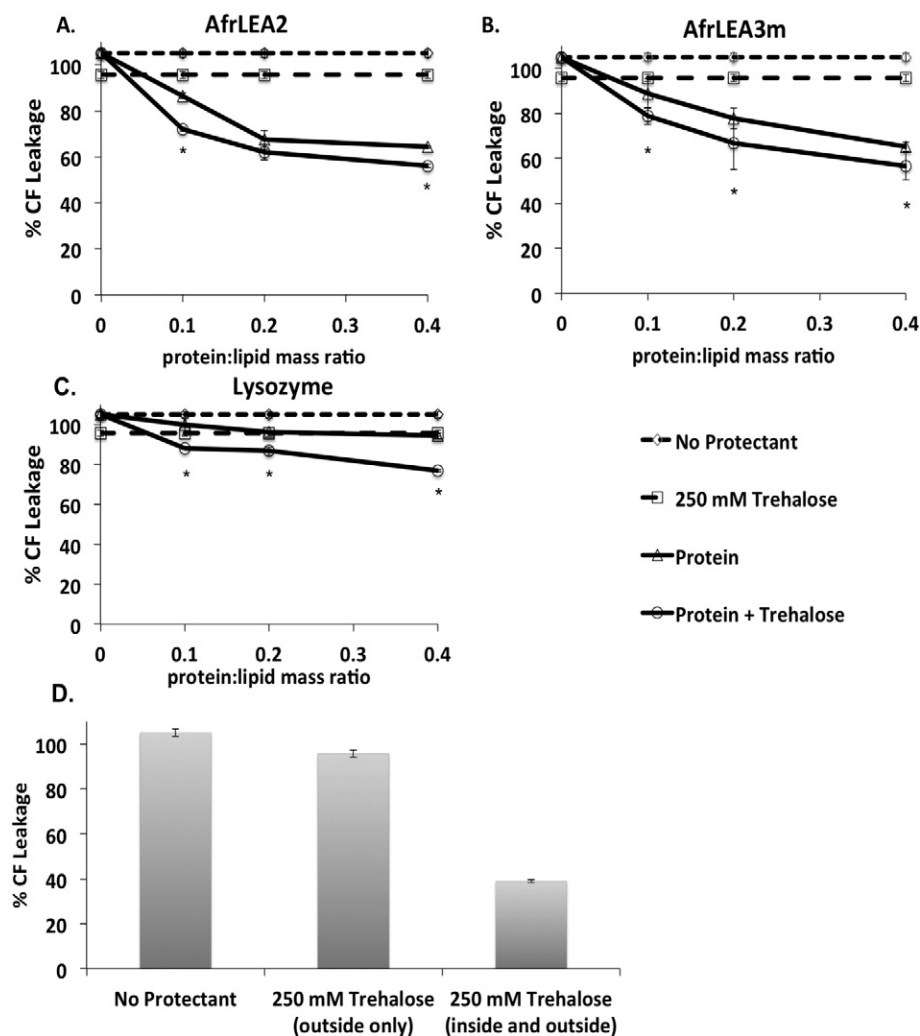 A.
AfrLEA2
% CF Leakage
100
80
60
40
20
0
*
*
0
0.1
0.2
0.3
0.4
protein:lipid mass ratio
B.
AfrLEA3m
% CF Leakage
100
80
60
40
20
0
*
*
*
0
0.1
0.2
0.3
0.4
protein:lipid mass ratio
C.
Lysozyme
% CF Leakage
100
80
60
40
20
0
*
*
*
0
0.1
0.2
0.3
0.4
protein:lipid mass ratio
No Protectant
250 mM Trehalose
Protein
Protein + Trehalose
D.
% CF Leakage
100
80
60
40
20
0
No Protectant
250 mM Trehalose
(outside only)
250 mM Trehalose
(inside and outside)